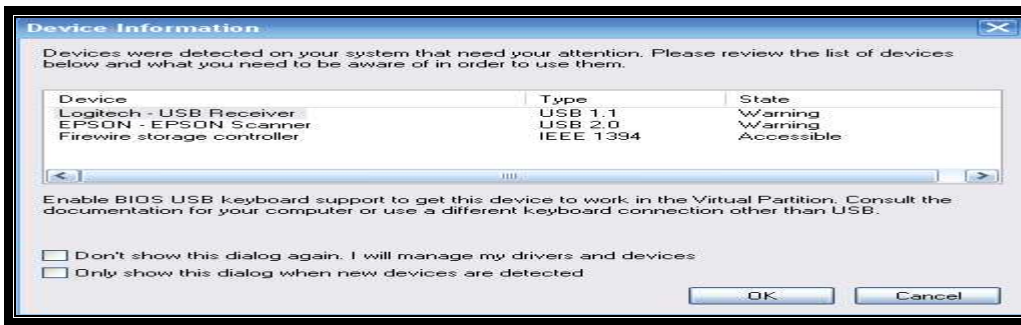 Device Information
Devices were detected on your system that need your attention. Please review the list of devices
below and what you need to be aware of in order to use them.
Device Type State
Logitech - USB Receiver USB 1.1 Warning
EPSON - EPSON Scanner USB 2.0 Warning
Firewire storage controller IEEE 1394 Accessible
Enable BIOS USB keyboard support to get this device to work in the Virtual Partition. Consult the
documentation for your computer or use a different keyboard connection other than USB.
Don't show this dialog again. I will manage my drivers and devices
Only show this dialog when new devices are detected
OK Cancel